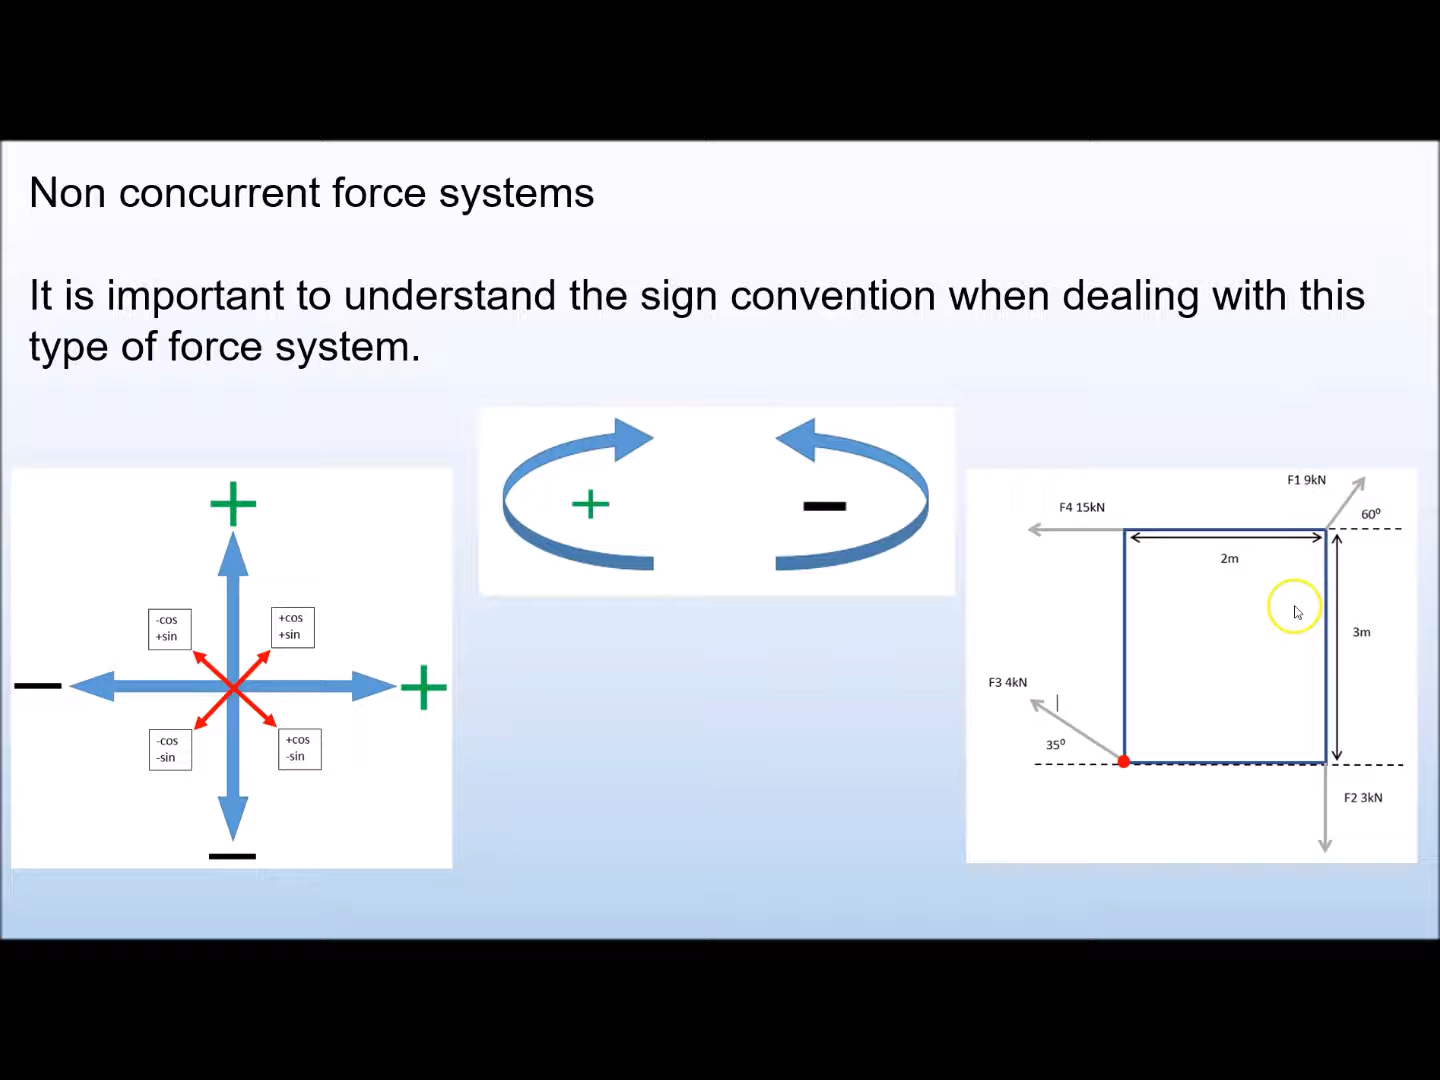 Non concurrent force systems
It is important to understand the sign convention when dealing with this
type of force system.
+
-cos
+sin
+cos
+sin
—
+
-cos
-sin
+cos
-sin
—
+
—
F1 9kN
F4 15kN
60⁰
2m
3m
F3 4kN
35⁰
F2 3kN